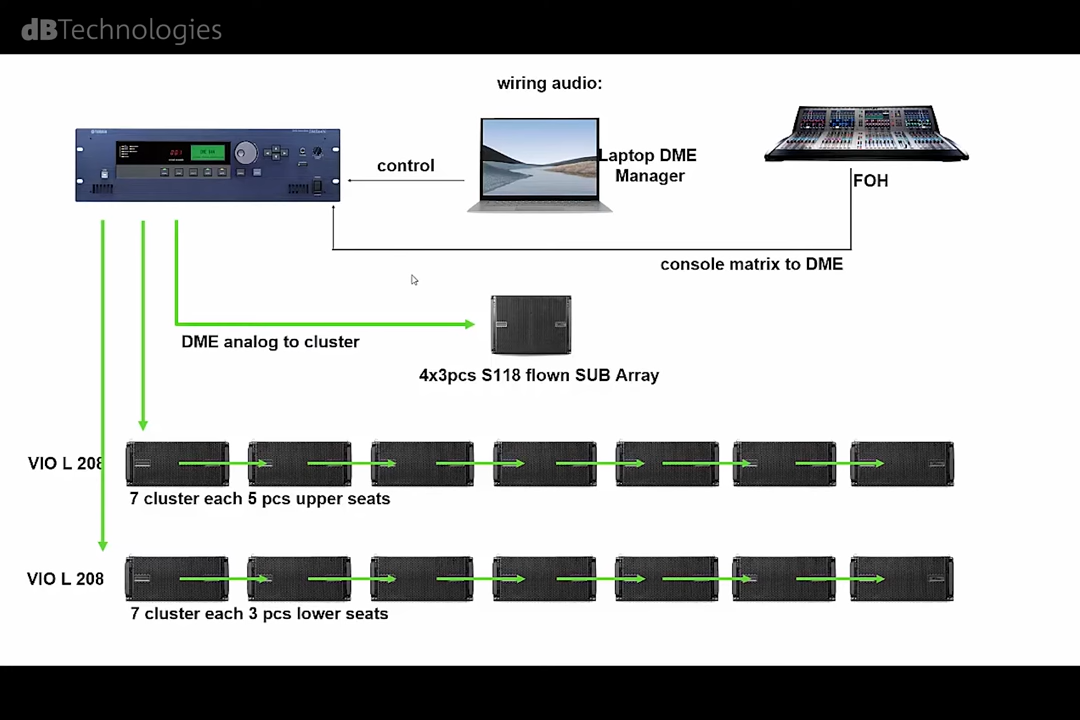 dBTechnologies
wiring audio:
control
Laptop DME
Manager
FOH
console matrix to DME
DME analog to cluster
4x3pcs S118 flown SUB Array
VIO L 208
7 cluster each 5 pcs upper seats
VIO L 208
7 cluster each 3 pcs lower seats